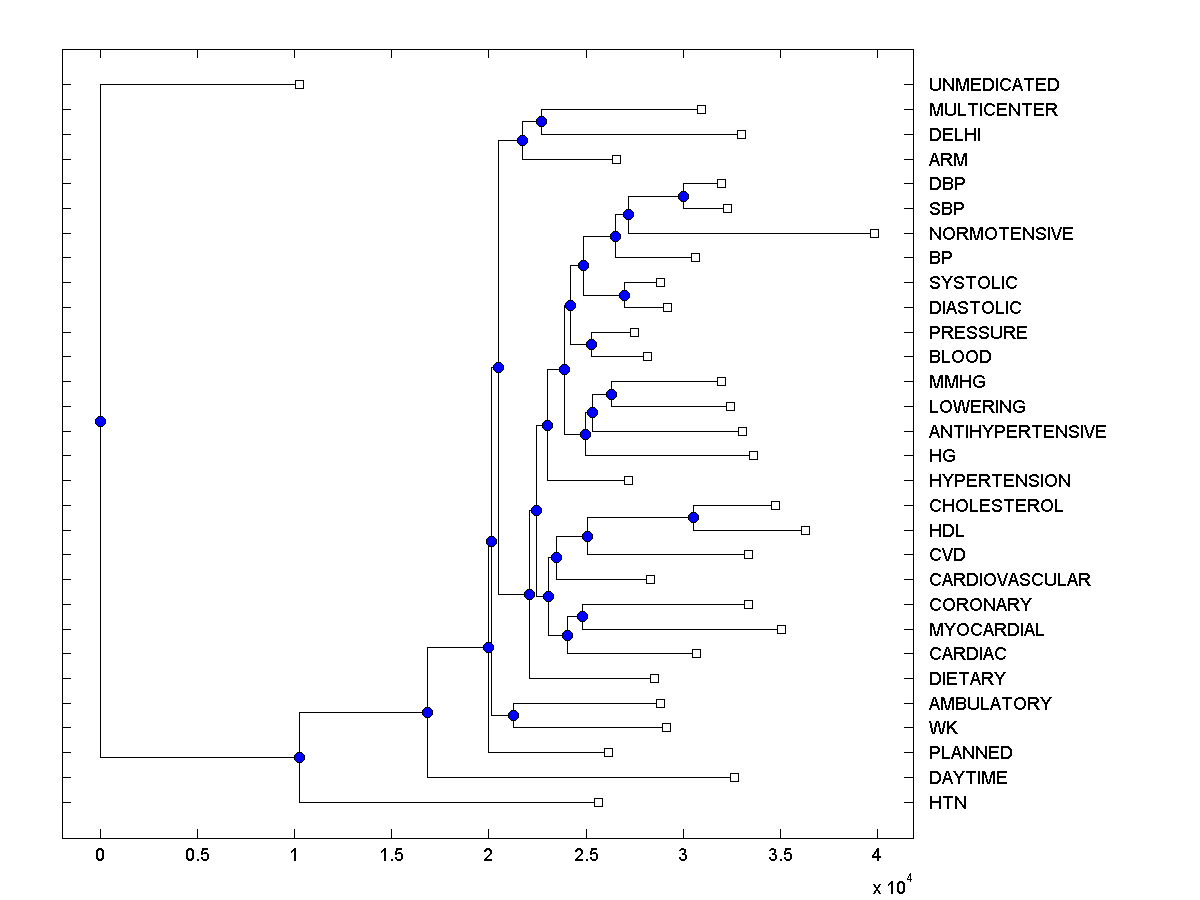 UNMEDICATED
MULTICENTER
DELHI
ARM
DBP
SBP
NORMOTENSIVE
BP
SYSTOLIC
DIASTOLIC
PRESSURE
BLOOD
MMHG
LOWERING
ANTIHYPERTENSIVE
HG
HYPERTENSION
CHOLESTEROL
HDL
CVD
CARDIOVASCULAR
CORONARY
MYOCARDIAL
CARDIAC
DIETARY
AMBULATORY
WK
PLANNED
DAYTIME
HTN
0 0.5 1 1.5 2 2.5 3 3.5 4
x 10^4